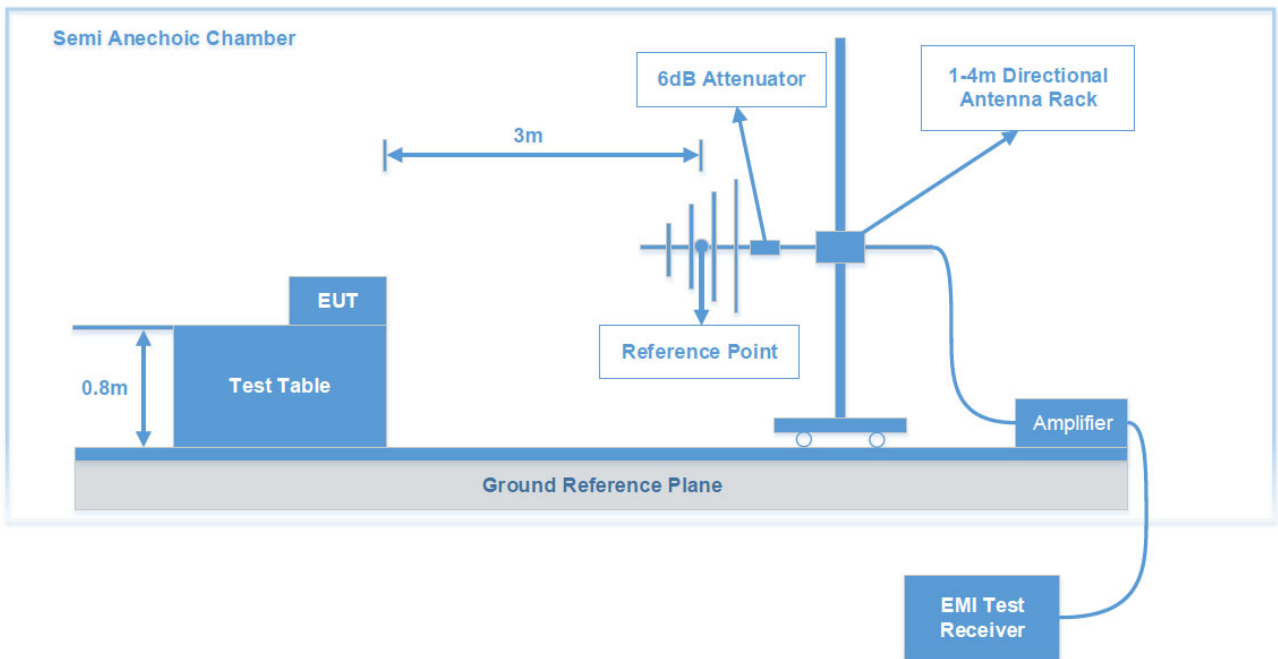 Semi Anechoic Chamber
6dB Attenuator
1-4m Directional
Antenna Rack
3m
EUT
Reference Point
0.8m
Test Table
Amplifier
Ground Reference Plane
EMI Test
Receiver